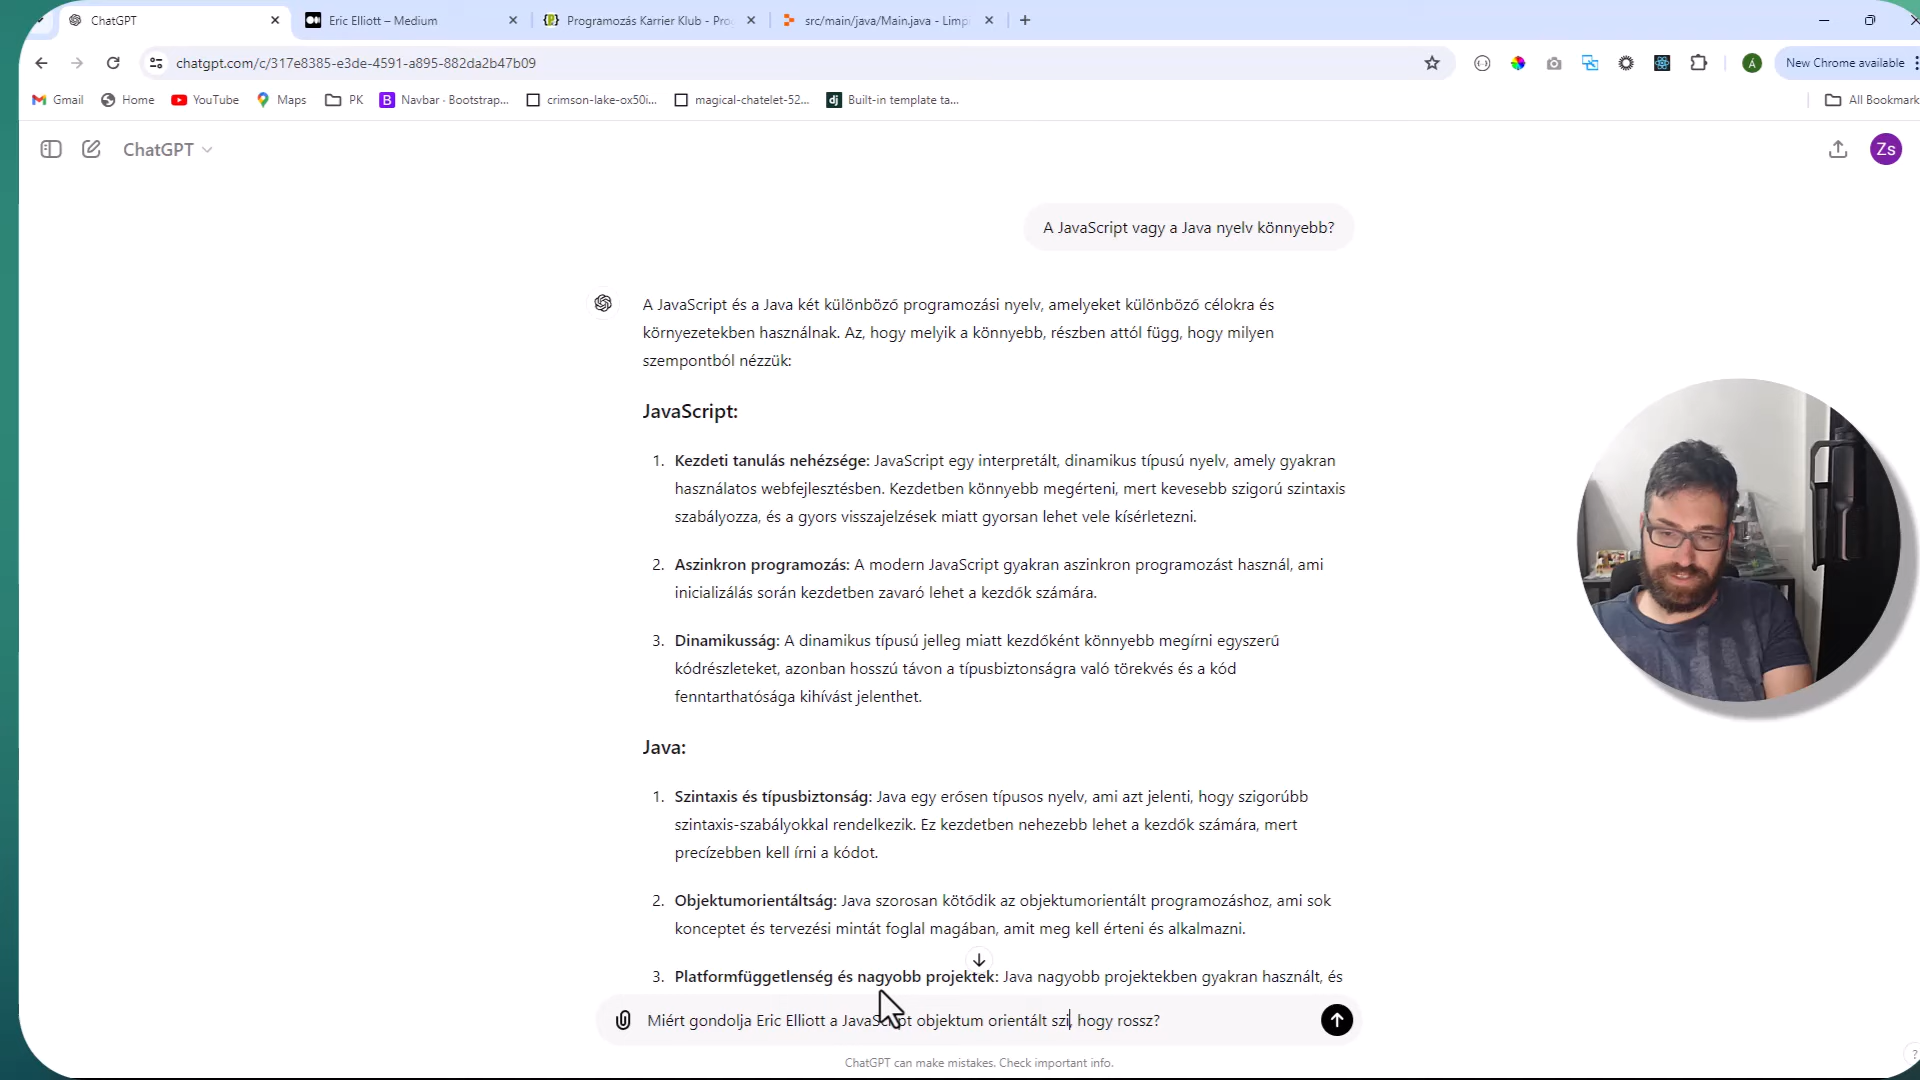 ChatGPT
Eric Elliott – Medium
Programozás Karrier Klub - Pro
src/main/java/Main.java - Limp
chatgpt.com/c/317e8385-e3de-4591-a895-882da2b47b09
New Chrome available
Gmail
Home
YouTube
Maps
PK
Navbar · Bootstrap...
crimson-lake-ox50i...
magical-chatelet-52...
Built-in template ta...
All Bookmark
ChatGPT
Zs
A JavaScript vagy a Java nyelv könnyebb?
A JavaScript és a Java két különböző programozási nyelv, amelyeket különböző célokra és
környezetekben használnak. Az, hogy melyik a könnyebb, részben attól függ, hogy milyen
szempontból nézzük:
JavaScript:
1. Kezdeti tanulás nehézsége: JavaScript egy interpretált, dinamikus típusú nyelv, amely gyakran
használatos webfejlesztésben. Kezdetben könnyebb megérteni, mert kevesebb szigorú szintaxis
szabályozza, és a gyors visszajelzések miatt gyorsan lehet vele kísérletezni.
2. Aszinkron programozás: A modern JavaScript gyakran aszinkron programozást használ, ami
inicializálás során kezdetben zavaró lehet a kezdők számára.
3. Dinamikusság: A dinamikus típusú jelleg miatt kezdőként könnyebb megírni egyszerű
kódrészleteket, azonban hosszú távon a típusbiztonságra való törekvés és a kód
fenntarthatósága kihívást jelenthet.
Java:
1. Szintaxis és típusbiztonság: Java egy erősen típusos nyelv, ami azt jelenti, hogy szigorúbb
szintaxis-szabályokkal rendelkezik. Ez kezdetben nehezebb lehet a kezdők számára, mert
precízebben kell írni a kódot.
2. Objektumorientáltság: Java szorosan kötődik az objektumorientált programozáshoz, ami sok
konceptet és tervezési mintát foglal magában, amit meg kell érteni és alkalmazni.
3. Platformfüggetlenség és nagyobb projektek: Java nagyobb projektekben gyakran használt, és
Miért gondolja Eric Elliott a JavaScript objektum orientált szi, hogy rossz?
ChatGPT can make mistakes. Check important info.